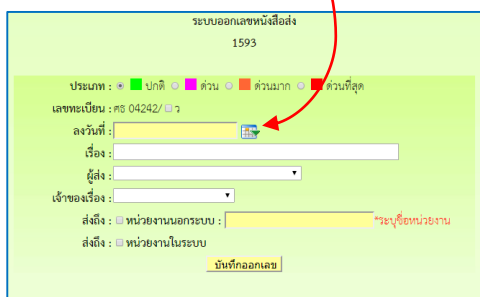 ระบบออกเลขหนังสือส่ง
1593
ประเภท : ปกติ ด่วน ด่วนมาก ด่วนที่สุด
เลขทะเบียน : ศธ 04242/ ว
ลงวันที่ :
เรื่อง :
ผู้ส่ง :
เจ้าของเรื่อง :
ส่งถึง : หน่วยงานนอกระบบ : *ระบุชื่อหน่วยงาน
ส่งถึง : หน่วยงานในระบบ
บันทึกออกเลข